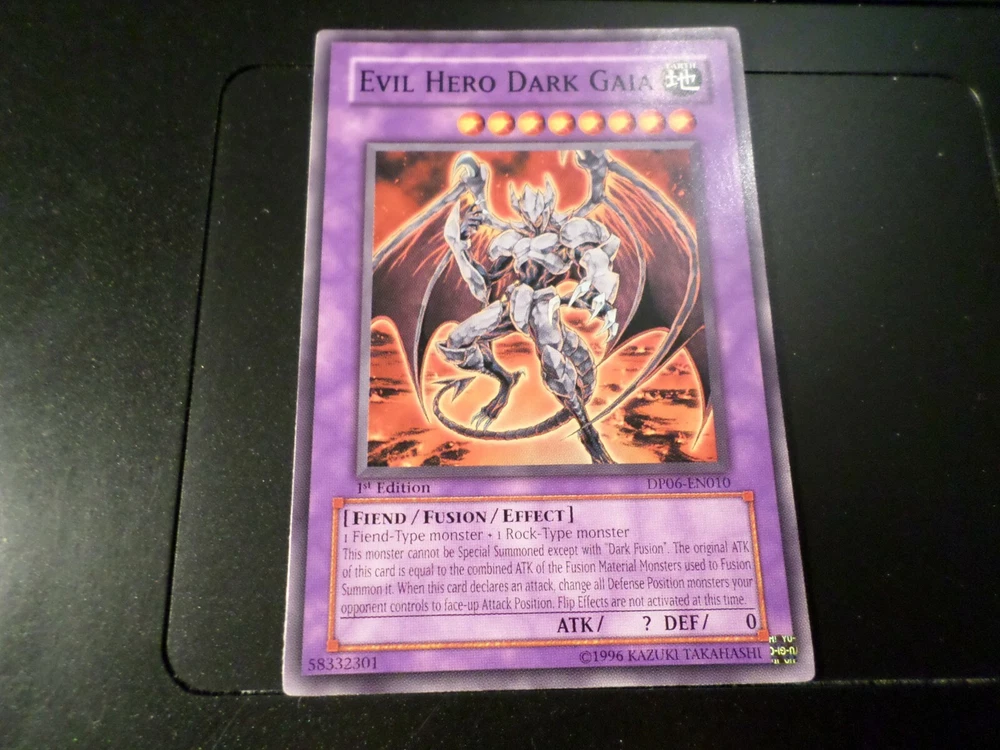 EVIL HERO DARK GAIA
EARTH
地
1st Edition
DP06-EN010
[FIEND/FUSION/EFFECT]
1 Fiend-Type monster + 1 Rock-Type monster
This monster cannot be Special Summoned except with "Dark Fusion". The original ATK
of this card is equal to the combined ATK of the Fusion Material Monsters used to Fusion
Summon it. When this card declares an attack, change all Defense Position monsters your
opponent controls to face-up Attack Position. Flip Effects are not activated at this time.
ATK/ ? DEF/ 0
58332301
©1996 KAZUKI TAKAHASHI